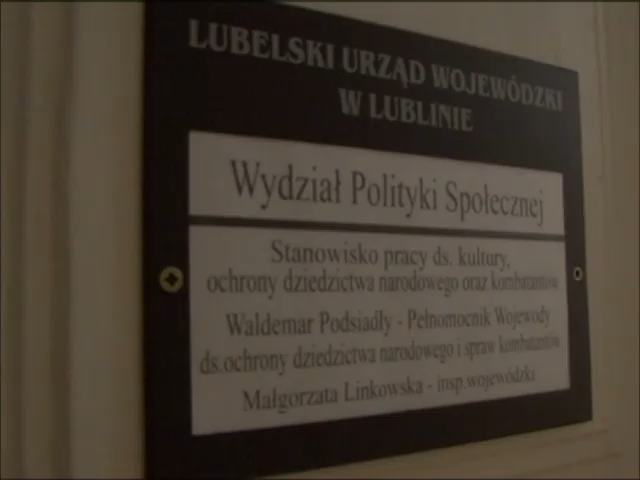 LUBELSKI URZĄD WOJEWÓDZKI
W LUBLINIE
Wydział Polityki Społecznej
Stanowisko pracy ds. kultury,
ochrony dziedzictwa narodowego oraz kombatantów
Waldemar Podsiadły - Pełnomocnik Wojewody
ds.ochrony dziedzictwa narodowego i spraw kombatantów
Małgorzata Linkowska - insp.wojewódzki